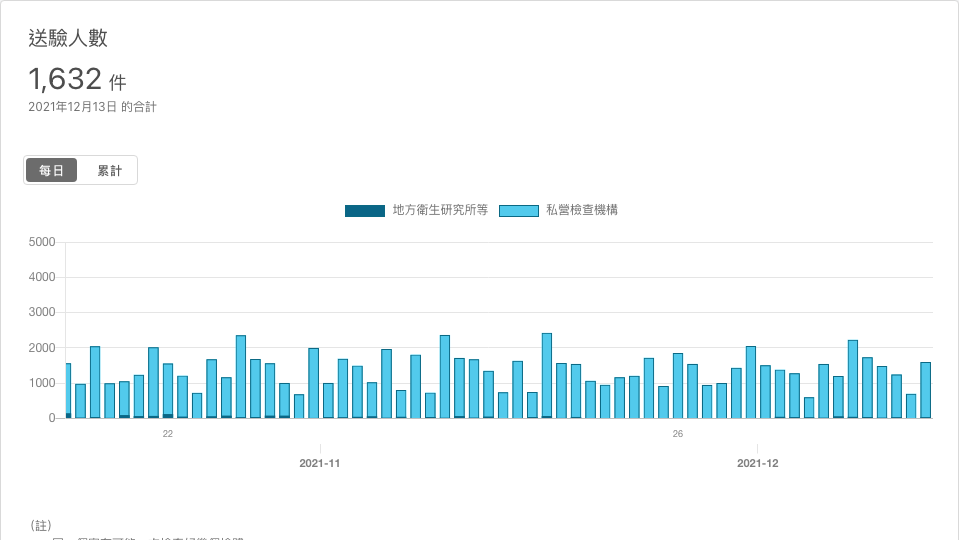 送驗人數
1,632 件
2021年12月13日 的合計
每日 累計
地方衛生研究所等 私營檢查機構
5000
4000
3000
2000
1000
0
22 26
2021-11 2021-12
（註）